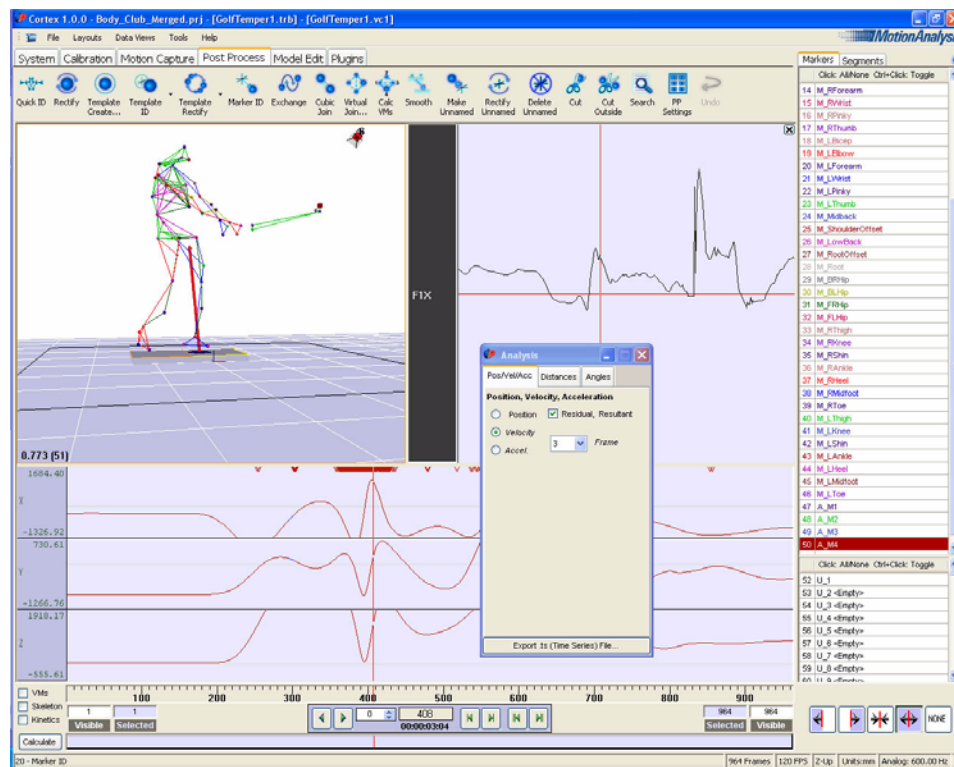 Cortex 1.0.0 - Body_Club_Merged.prj - [GolfTemper1.trb] - [GolfTemper1.vc1]
File Layouts Data Views Tools Help
MotionAnalysis
System Calibration Motion Capture Post Process Model Edit Plugins
Quick ID Rectify Template Create... Template ID Template Rectify Marker ID Exchange Cubic Join Virtual Join... Calc VMs Smooth Make Unnamed Rectify Unnamed Delete Unnamed Cut Cut Outside Search PP Settings Undo
Markers Segments
Click: All/None Ctrl+Click: Toggle
14 M_RForearm
15 M_RWrist
16 M_RPinky
17 M_RThumb
18 M_LBicep
19 M_LElbow
20 M_LForearm
21 M_LWrist
22 M_LPinky
23 M_LThumb
24 M_Midback
25 M_ShoulderOffset
26 M_LowBack
27 M_RootOffset
28 M_Root
29 M_BRHip
30 M_BLHip
31 M_FRHip
32 M_FLHip
33 M_RThigh
34 M_RKnee
35 M_RShin
36 M_RAnkle
37 M_RHeel
38 M_RMidfoot
39 M_RToe
40 M_LThigh
41 M_LKnee
42 M_LShin
43 M_LAnkle
44 M_LHeel
45 M_LMidfoot
46 M_LToe
47 A_M1
48 A_M2
49 A_M3
50 A_M4
Click: All/None Ctrl+Click: Toggle
52 U_1
53 U_2 <Empty>
54 U_3 <Empty>
55 U_4 <Empty>
56 U_5 <Empty>
57 U_6 <Empty>
58 U_7 <Empty>
59 U_8 <Empty>
60 U_9 <Empty>
F1X
0.773 (51)
Analysis
Pos/Vel/Acc Distances Angles
Position, Velocity, Acceleration
Position Residual, Resultant
Velocity 3 Frame
Accel.
Export .ts (Time Series) File...
1684.40
X
-1326.92
730.61
Y
-1266.76
1918.17
Z
-555.61
VMs
Skeleton
Kinetics
Calculate
100 200 300 400 500 600 700 800 900
1 1 0 408 964 964
Visible Selected 00:00:03:04 Selected Visible
NONE
20 - Marker ID
964 Frames 120 FPS Z-Up Units:mm Analog: 600.00 Hz